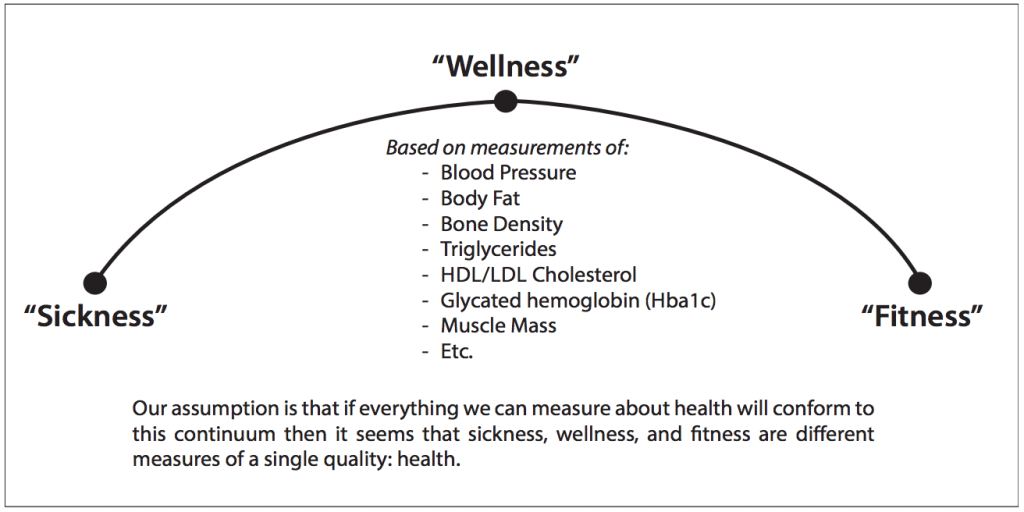 “Wellness”
Based on measurements of:
- Blood Pressure
- Body Fat
- Bone Density
- Triglycerides
- HDL/LDL Cholesterol
- Glycated hemoglobin (Hba1c)
- Muscle Mass
- Etc.
“Sickness”
“Fitness”
Our assumption is that if everything we can measure about health will conform to
this continuum then it seems that sickness, wellness, and fitness are different
measures of a single quality: health.